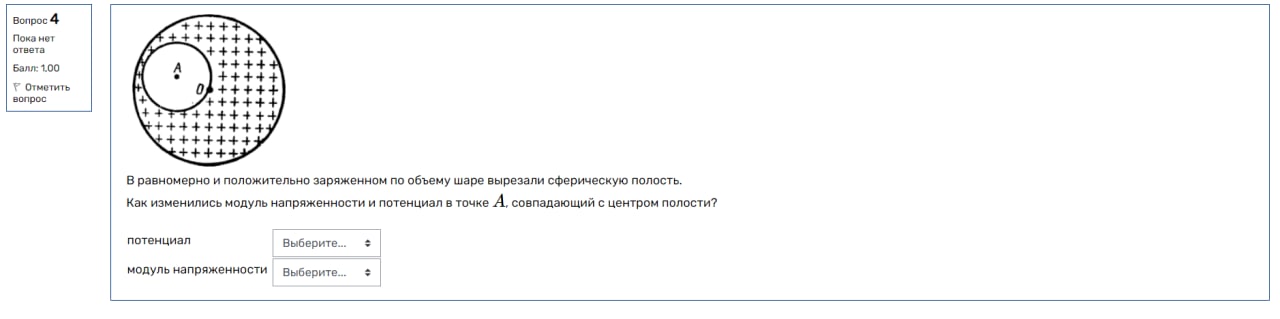 Вопрос 4
Пока нет
ответа
Балл: 1,00
Отметить
вопрос
A
O
В равномерно и положительно заряженном по объему шаре вырезали сферическую полость.
Как изменились модуль напряженности и потенциал в точке A, совпадающий с центром полости?
потенциал Выберите...
модуль напряженности Выберите...